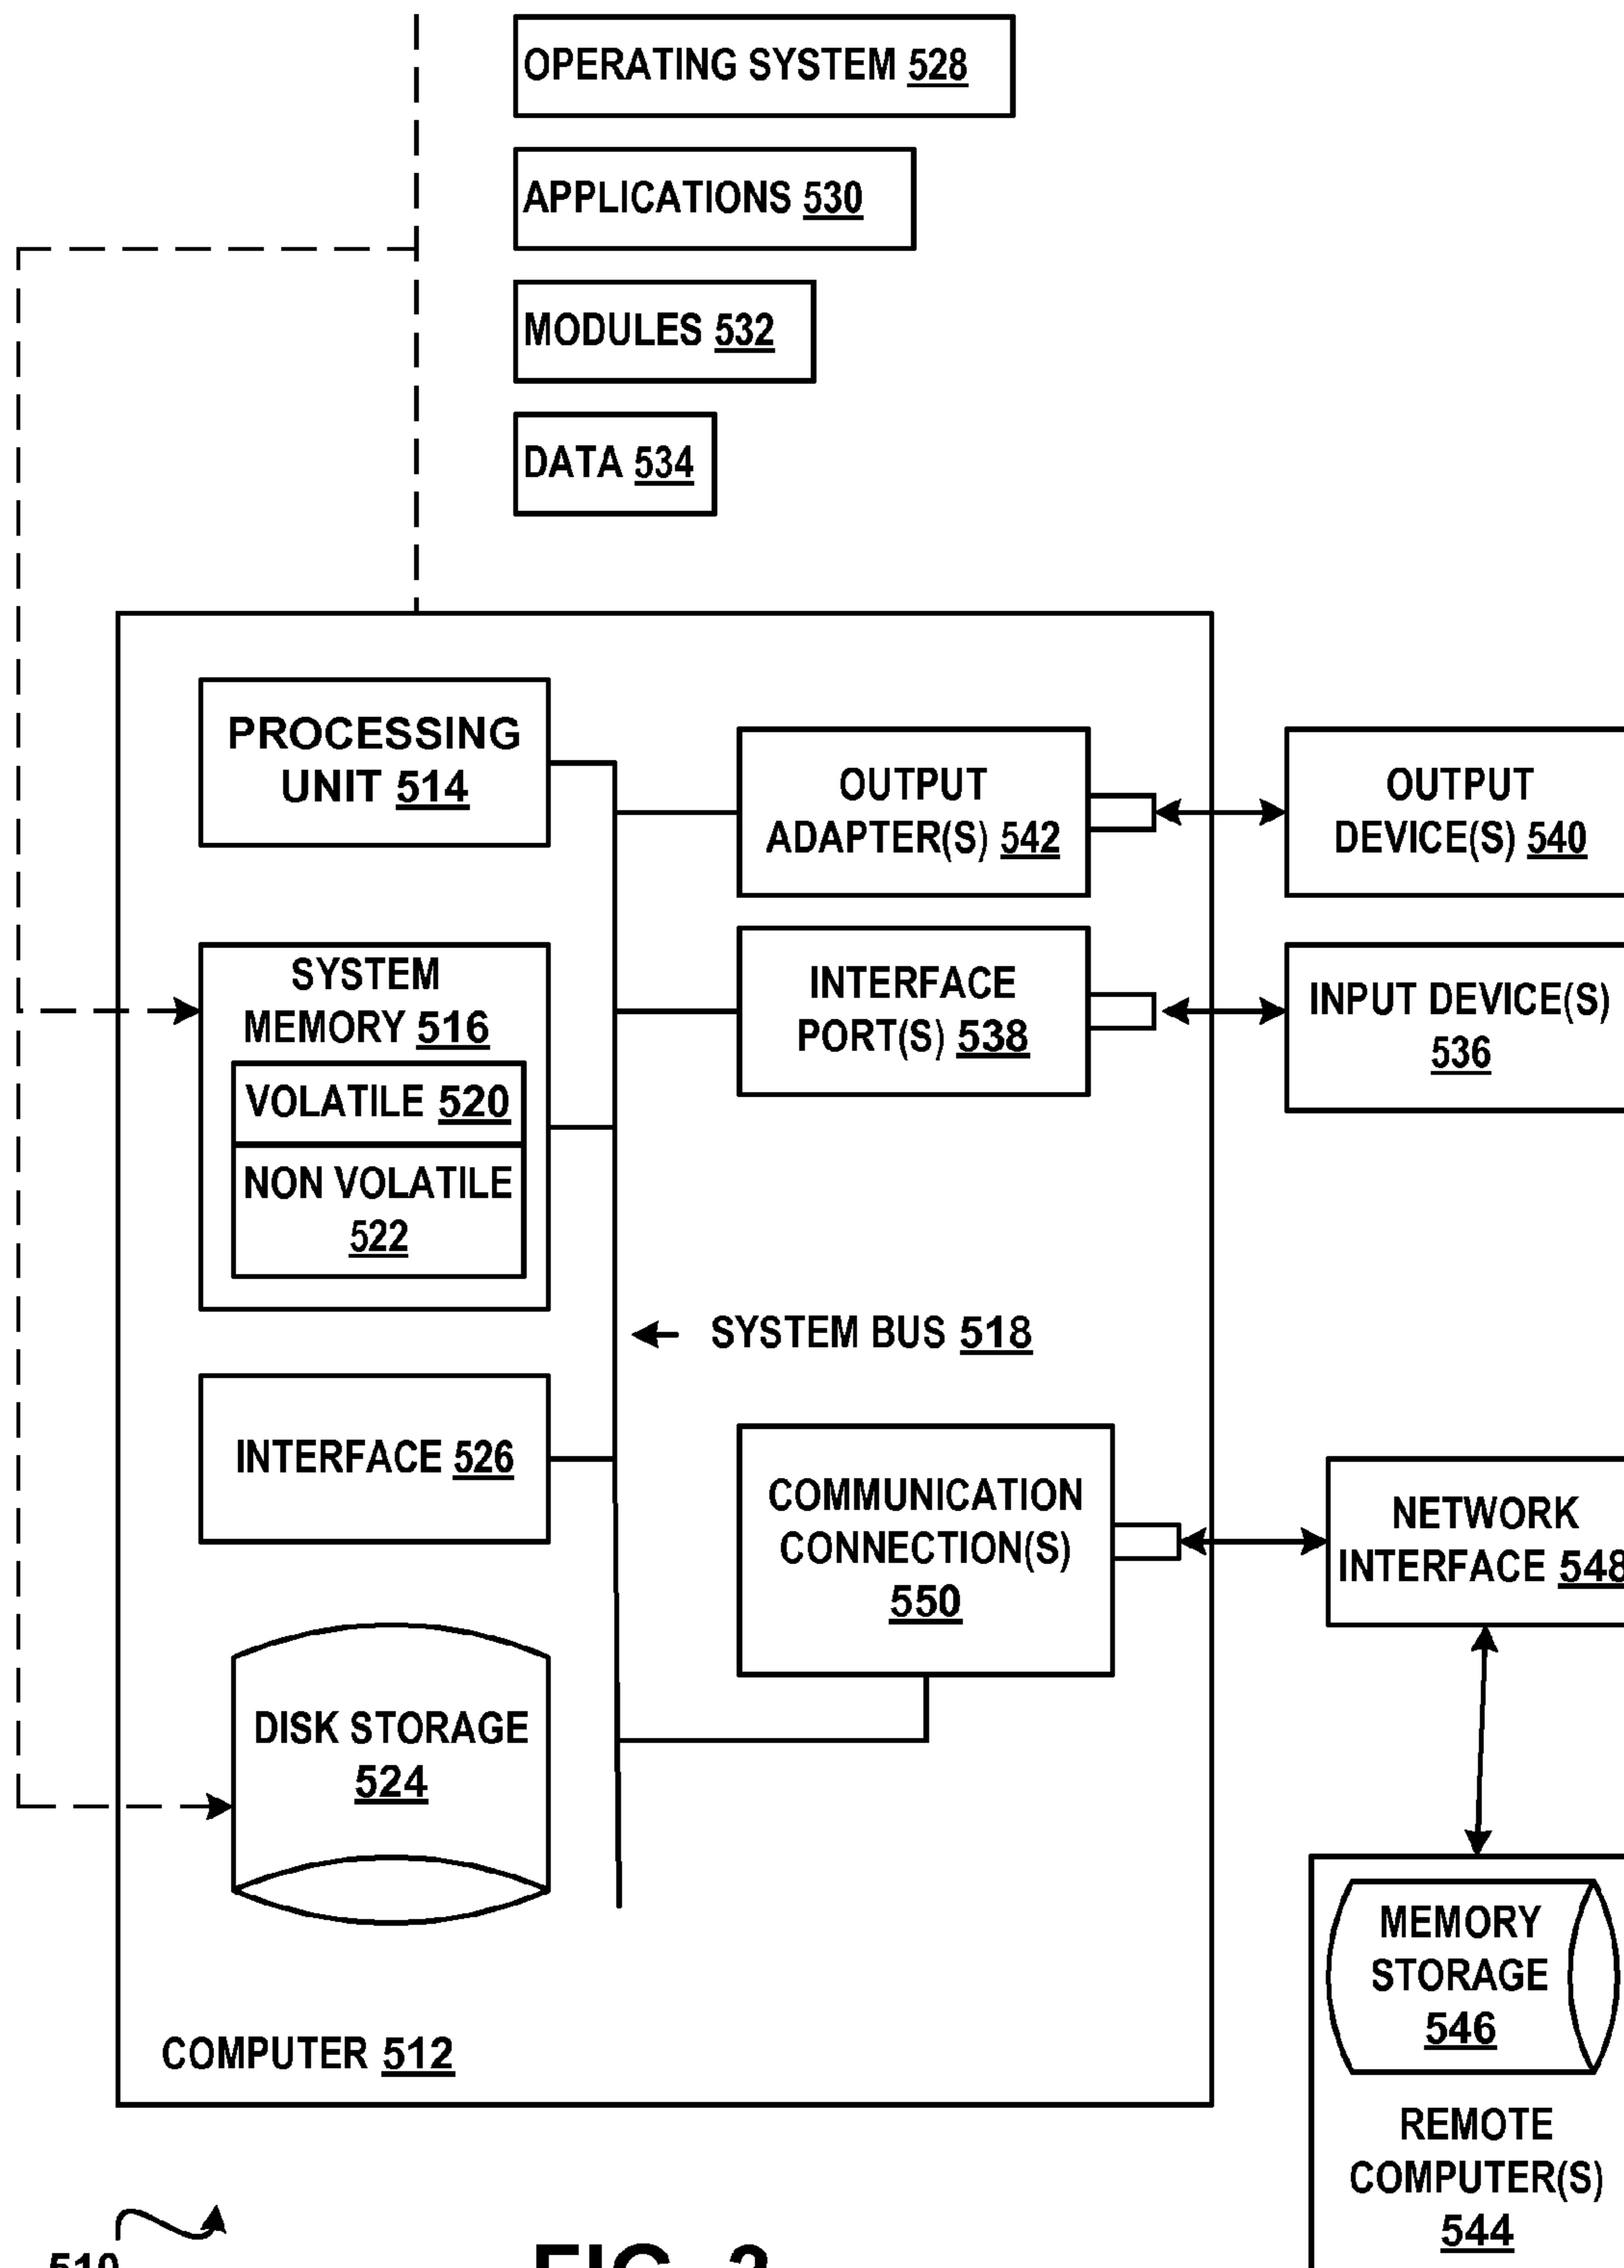 OPERATING SYSTEM 528
APPLICATIONS 530
MODULES 532
DATA 534
PROCESSING
UNIT 514
OUTPUT
ADAPTER(S) 542
OUTPUT
DEVICE(S) 540
SYSTEM
MEMORY 516
VOLATILE 520
NON VOLATILE
522
INTERFACE
PORT(S) 538
INPUT DEVICE(S)
536
SYSTEM BUS 518
INTERFACE 526
COMMUNICATION
CONNECTION(S)
550
NETWORK
INTERFACE 548
DISK STORAGE
524
MEMORY
STORAGE
546
REMOTE
COMPUTER(S)
544
COMPUTER 512
FIG.